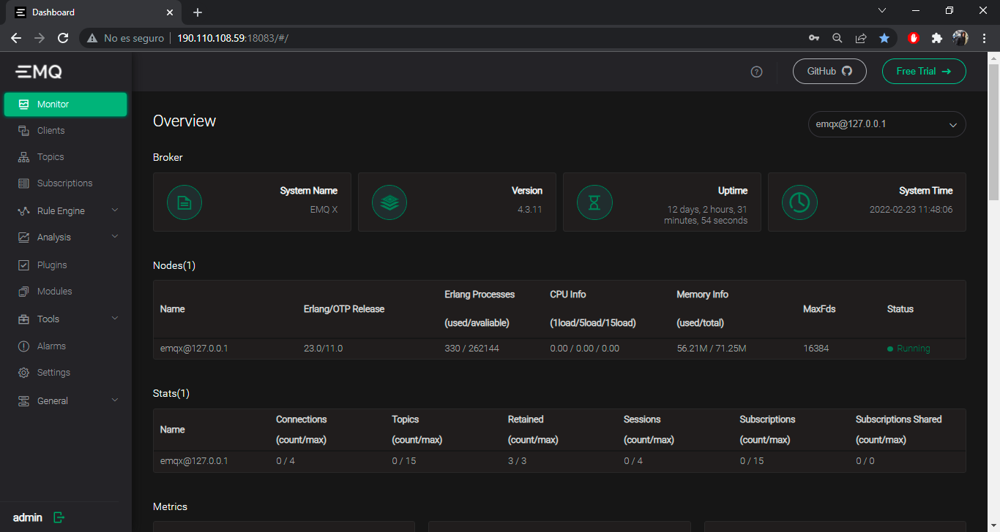 Dashboard
No es seguro 190.110.108.59:18083/#/
EMQ
GitHub
Free Trial
Monitor
Clients
Topics
Subscriptions
Rule Engine
Analysis
Plugins
Modules
Tools
Alarms
Settings
General
admin
Overview
emqx@127.0.0.1
Broker
System Name
EMQ X
Version
4.3.11
Uptime
12 days, 2 hours, 31
minutes, 54 seconds
System Time
2022-02-23 11:48:06
Nodes(1)
Name Erlang/OTP Release Erlang Processes (used/avaliable) CPU Info (1load/5load/15load) Memory Info (used/total) MaxFds Status
emqx@127.0.0.1 23.0/11.0 330 / 262144 0.00 / 0.00 / 0.00 56.21M / 71.25M 16384 Running
Stats(1)
Name Connections (count/max) Topics (count/max) Retained (count/max) Sessions (count/max) Subscriptions (count/max) Subscriptions Shared (count/max)
emqx@127.0.0.1 0 / 4 0 / 15 3 / 3 0 / 4 0 / 15 0 / 0
Metrics